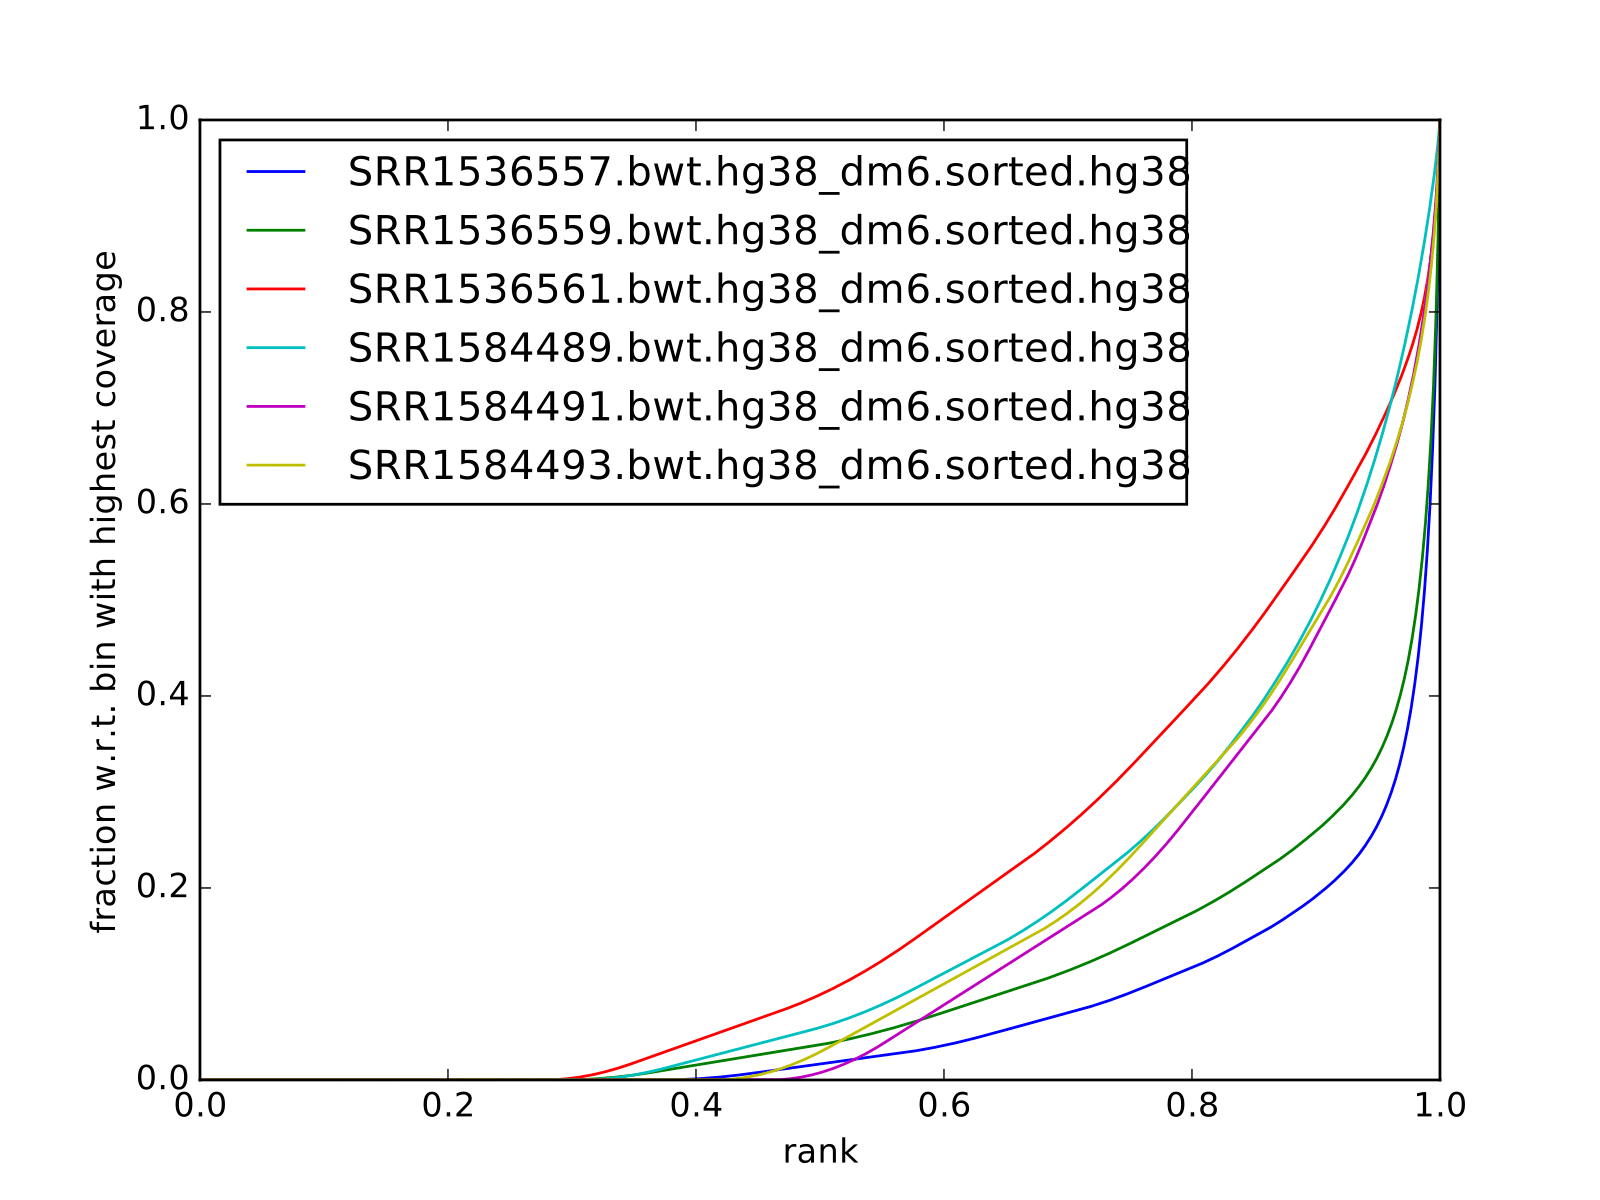 1.0
0.8
0.6
0.4
0.2
0.0
fraction w.r.t. bin with highest coverage
SRR1536557.bwt.hg38_dm6.sorted.hg38
SRR1536559.bwt.hg38_dm6.sorted.hg38
SRR1536561.bwt.hg38_dm6.sorted.hg38
SRR1584489.bwt.hg38_dm6.sorted.hg38
SRR1584491.bwt.hg38_dm6.sorted.hg38
SRR1584493.bwt.hg38_dm6.sorted.hg38
0.0 0.2 0.4 0.6 0.8 1.0
rank